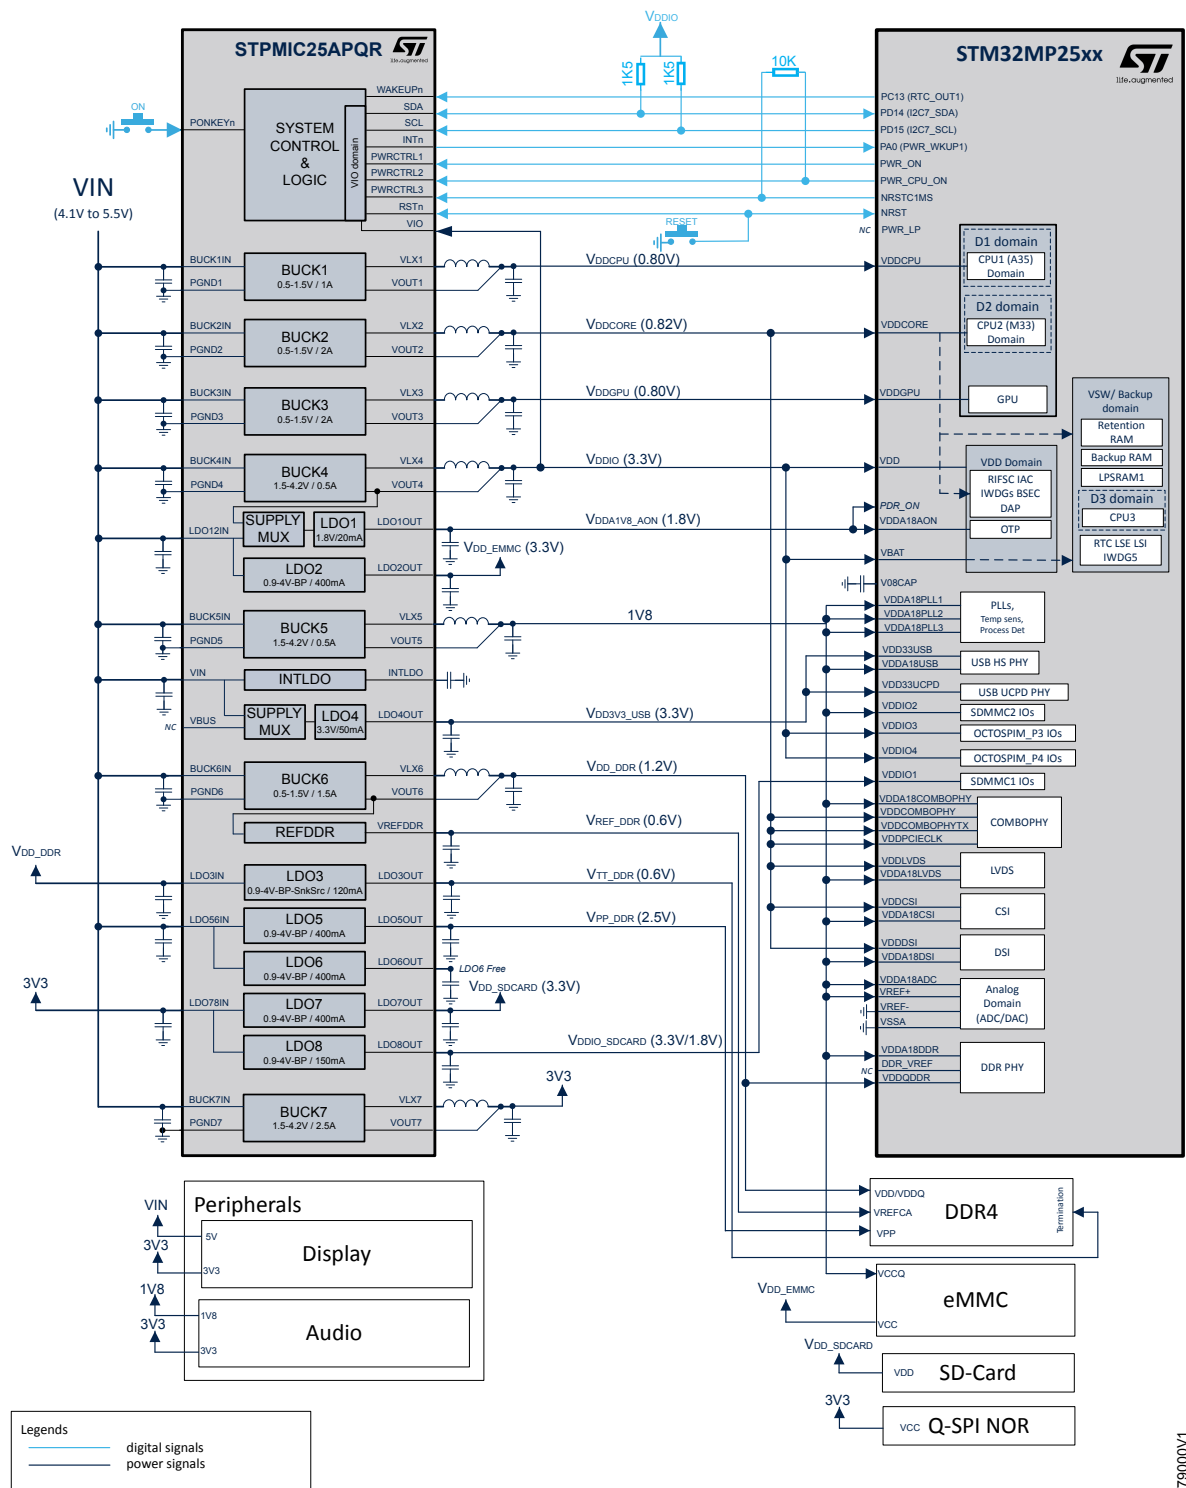 VDDIO
STPMIC25APQR
life.augmented
STM32MP25xx
life.augmented
1K5
1K5
10K
ON
PONKEYn
SYSTEM
CONTROL
&
LOGIC
VIO domain
WAKEUPn
SDA
SCL
INTn
PWRCTRL1
PWRCTRL2
PWRCTRL3
RSTn
VIO
PC13 (RTC_OUT1)
PD14 (I2C7_SDA)
PD15 (I2C7_SCL)
PA0 (PWR_WKUP1)
PWR_ON
PWR_CPU_ON
NRSTC1MS
NRST
NC PWR_LP
RESET
VIN
(4.1V to 5.5V)
BUCK1IN
PGND1
BUCK1
0.5-1.5V / 1A
VLX1
VOUT1
VDDCPU (0.80V)
VDDCPU
D1 domain
CPU1 (A35)
Domain
BUCK2IN
PGND2
BUCK2
0.5-1.5V / 2A
VLX2
VOUT2
VDDCORE (0.82V)
VDDCORE
D2 domain
CPU2 (M33)
Domain
BUCK3IN
PGND3
BUCK3
0.5-1.5V / 2A
VLX3
VOUT3
VDDGPU (0.80V)
VDDGPU
GPU
VSW/ Backup
domain
Retention
RAM
Backup RAM
LPSRAM1
D3 domain
CPU3
RTC LSE LSI
IWDG5
BUCK4IN
PGND4
BUCK4
1.5-4.2V / 0.5A
VLX4
VOUT4
VDDIO (3.3V)
VDD
VDD Domain
RIFSC IAC
IWDGs BSEC
DAP
OTP
LDO12IN
SUPPLY
MUX
LDO1
1.8V/20mA
LDO1OUT
VDDA1V8_AON (1.8V)
PDR_ON
VDDA18AON
LDO2
0.9-4V-BP / 400mA
LDO2OUT
VDD_EMMC (3.3V)
VBAT
V08CAP
BUCK5IN
PGND5
BUCK5
1.5-4.2V / 0.5A
VLX5
VOUT5
1V8
VDDA18PLL1
VDDA18PLL2
VDDA18PLL3
PLLs,
Temp sens,
Process Det
VIN
INTLDO
INTLDO
VDD33USB
VDDA18USB
USB HS PHY
NC VBUS
SUPPLY
MUX
LDO4
3.3V/50mA
LDO4OUT
VDD3V3_USB (3.3V)
VDD33UCPD
USB UCPD PHY
VDDIO2
SDMMC2 IOs
VDDIO3
OCTOSPIM_P3 IOs
VDDIO4
OCTOSPIM_P4 IOs
VDDIO1
SDMMC1 IOs
BUCK6IN
PGND6
BUCK6
0.5-1.5V / 1.5A
VLX6
VOUT6
VDD_DDR (1.2V)
REFDDR
VREFDDR
VREF_DDR (0.6V)
VDDA18COMBOPHY
VDDCOMBOPHY
VDDCOMBOPHYTX
VDDPCIECLK
COMBOPHY
VDD_DDR
LDO3IN
LDO3
0.9-4V-BP-SnkSrc / 120mA
LDO3OUT
VTT_DDR (0.6V)
VDDLVDS
VDDA18LVDS
LVDS
LDO56IN
LDO5
0.9-4V-BP / 400mA
LDO5OUT
VPP_DDR (2.5V)
VDDCSI
VDDA18CSI
CSI
LDO6
0.9-4V-BP / 400mA
LDO6OUT
LDO6 Free
VDDDSI
VDDA18DSI
DSI
3V3
LDO78IN
LDO7
0.9-4V-BP / 400mA
LDO7OUT
VDD_SDCARD (3.3V)
VDDA18ADC
VREF+
VREF-
VSSA
Analog
Domain
(ADC/DAC)
LDO8
0.9-4V-BP / 150mA
LDO8OUT
VDDIO_SDCARD (3.3V/1.8V)
VDDA18DDR
DDR_VREF
NC
VDDQDDR
DDR PHY
BUCK7IN
PGND7
BUCK7
1.5-4.2V / 2.5A
VLX7
VOUT7
3V3
Peripherals
VIN
5V
3V3
3V3
Display
1V8
1V8
3V3
3V3
Audio
VDD/VDDQ
VREFCA
VPP
DDR4
Termination
VDD_EMMC
VCCQ
VCC
eMMC
VDD_SDCARD
VDD
SD-Card
3V3
VCC
Q-SPI NOR
Legends
digital signals
power signals
79000V1